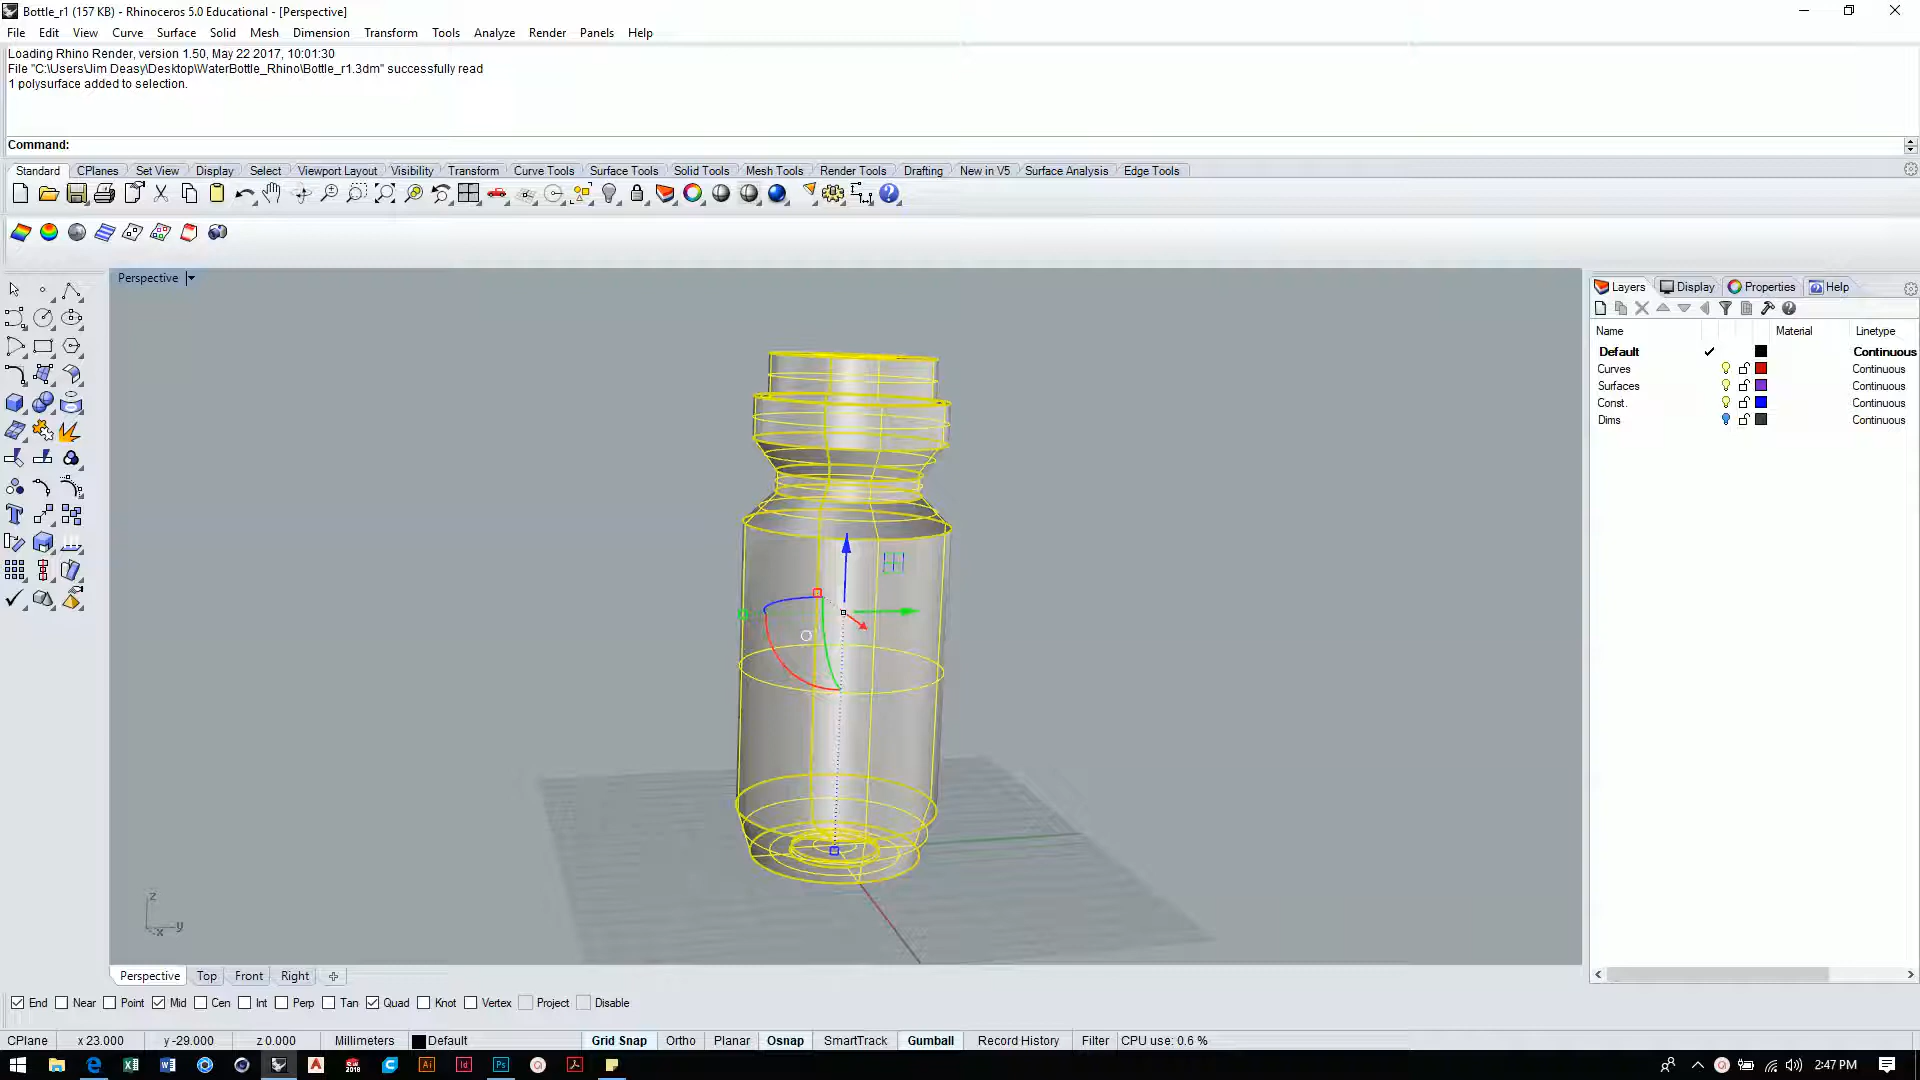 Bottle_r1 (157 KB) - Rhinoceros 5.0 Educational - [Perspective]
File Edit View Curve Surface Solid Mesh Dimension Transform Tools Analyze Render Panels Help
Loading Rhino Render, version 1.50, May 22 2017, 10:01:30
File "C:\Users\Jim Deasy\Desktop\WaterBottle_Rhino\Bottle_r1.3dm" successfully read
1 polysurface added to selection.
Command:
Standard CPlanes Set View Display Select Viewport Layout Visibility Transform Curve Tools Surface Tools Solid Tools Mesh Tools Render Tools Drafting New in V5 Surface Analysis Edge Tools
Perspective
Layers Display Properties Help
Name Material Linetype
Default Continuous
Curves Continuous
Surfaces Continuous
Const. Continuous
Dims Continuous
z
x y
Perspective Top Front Right
End Near Point Mid Cen Int Perp Tan Quad Knot Vertex Project Disable
CPlane x 23.000 y -29.000 z 0.000 Millimeters Default Grid Snap Ortho Planar Osnap SmartTrack Gumball Record History Filter CPU use: 0.6 %
Ai Id Ps 2:47 PM